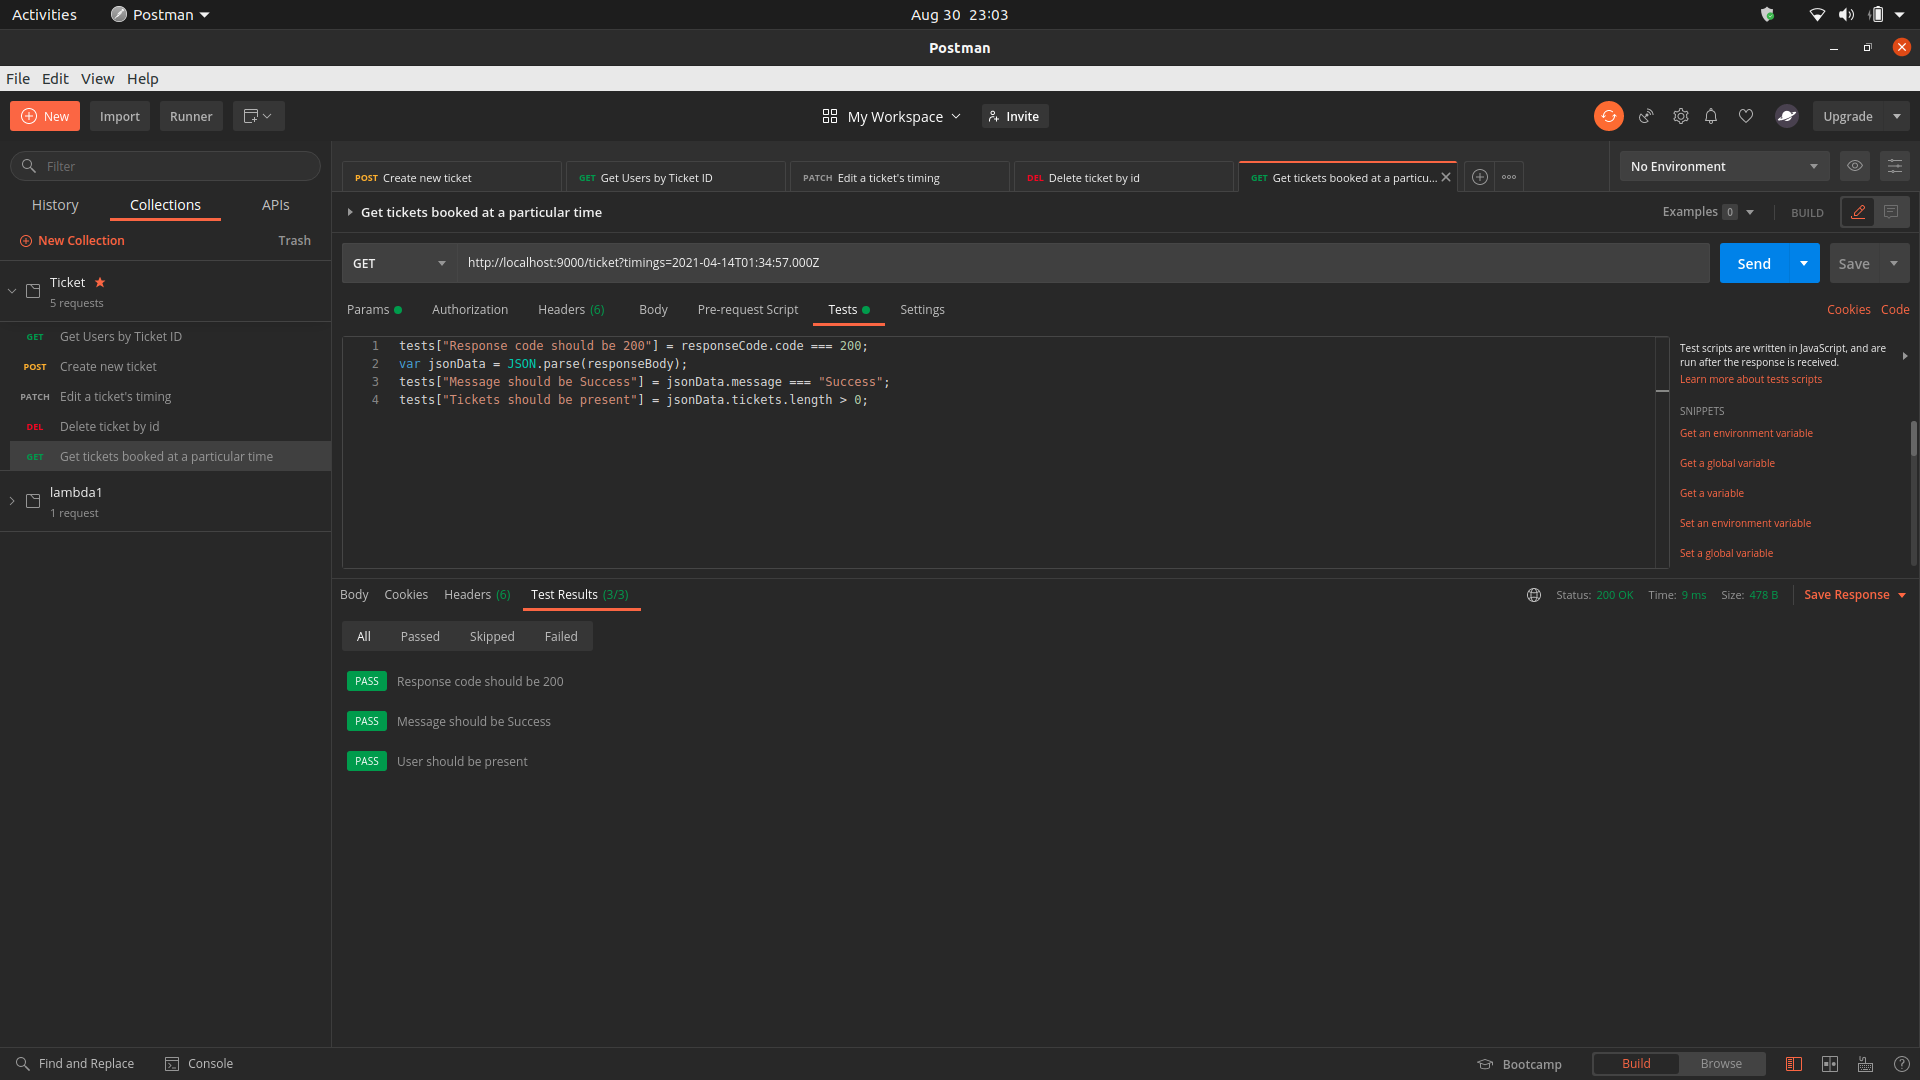 Activities
Postman
Aug 30 23:03
Postman
File Edit View Help
New
Import
Runner
My Workspace
Invite
Upgrade
Filter
History
Collections
APIs
New Collection
Trash
Ticket
5 requests
GET Get Users by Ticket ID
POST Create new ticket
PATCH Edit a ticket's timing
DEL Delete ticket by id
GET Get tickets booked at a particular time
lambda1
1 request
POST Create new ticket
GET Get Users by Ticket ID
PATCH Edit a ticket's timing
DEL Delete ticket by id
GET Get tickets booked at a particu...
No Environment
Get tickets booked at a particular time
Examples 0
BUILD
GET
http://localhost:9000/ticket?timings=2021-04-14T01:34:57.000Z
Send
Save
Params
Authorization
Headers (6)
Body
Pre-request Script
Tests
Settings
Cookies
Code
1 tests["Response code should be 200"] = responseCode.code === 200;
2 var jsonData = JSON.parse(responseBody);
3 tests["Message should be Success"] = jsonData.message === "Success";
4 tests["Tickets should be present"] = jsonData.tickets.length > 0;
Test scripts are written in JavaScript, and are
run after the response is received.
Learn more about tests scripts
SNIPPETS
Get an environment variable
Get a global variable
Get a variable
Set an environment variable
Set a global variable
Body
Cookies
Headers (6)
Test Results (3/3)
Status: 200 OK
Time: 9 ms
Size: 478 B
Save Response
All
Passed
Skipped
Failed
PASS Response code should be 200
PASS Message should be Success
PASS User should be present
Find and Replace
Console
Bootcamp
Build
Browse